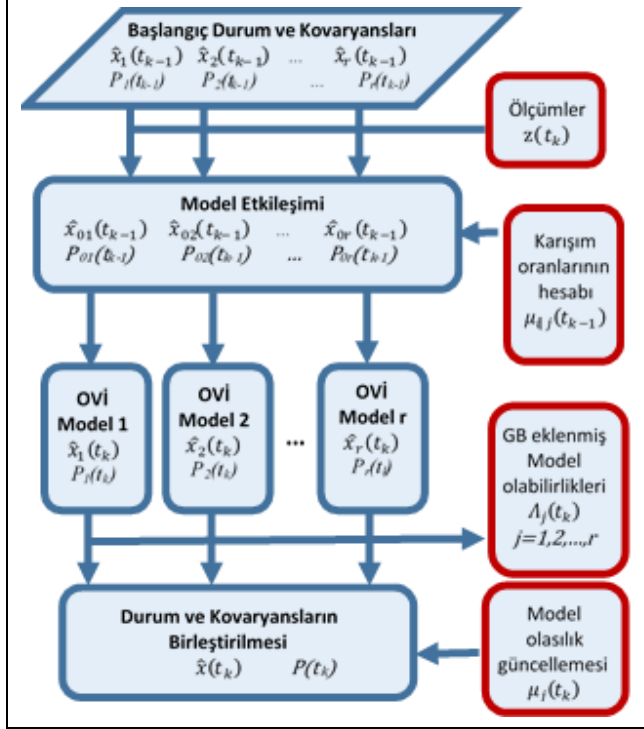 Başlangıç Durum ve Kovaryansları
x̂₁(tₖ₋₁) x̂₂(tₖ₋₁) ... x̂ᵣ(tₖ₋₁)
P₁(tₖ₋₁) P₂(tₖ₋₁) ... Pᵣ(tₖ₋₁)
Ölçümler
z(tₖ)
Model Etkileşimi
x̂₀₁(tₖ₋₁) x̂₀₂(tₖ₋₁) ... x̂₀ᵣ(tₖ₋₁)
P₀₁(tₖ₋₁) P₀₂(tₖ₋₁) ... P₀ᵣ(tₖ₋₁)
Karışım
oranlarının
hesabı
μᵢ|ⱼ(tₖ₋₁)
OVİ
Model 1
x̂₁(tₖ)
P₁(tₖ)
OVİ
Model 2
x̂₂(tₖ)
P₂(tₖ)
...
OVİ
Model r
x̂ᵣ(tₖ)
Pᵣ(tₖ)
GB eklenmiş
Model
olabilirlikleri
Λⱼ(tₖ)
j=1,2,...,r
Durum ve Kovaryansların
Birleştirilmesi
x̂(tₖ) P(tₖ)
Model
olasılık
güncellemesi
μⱼ(tₖ)